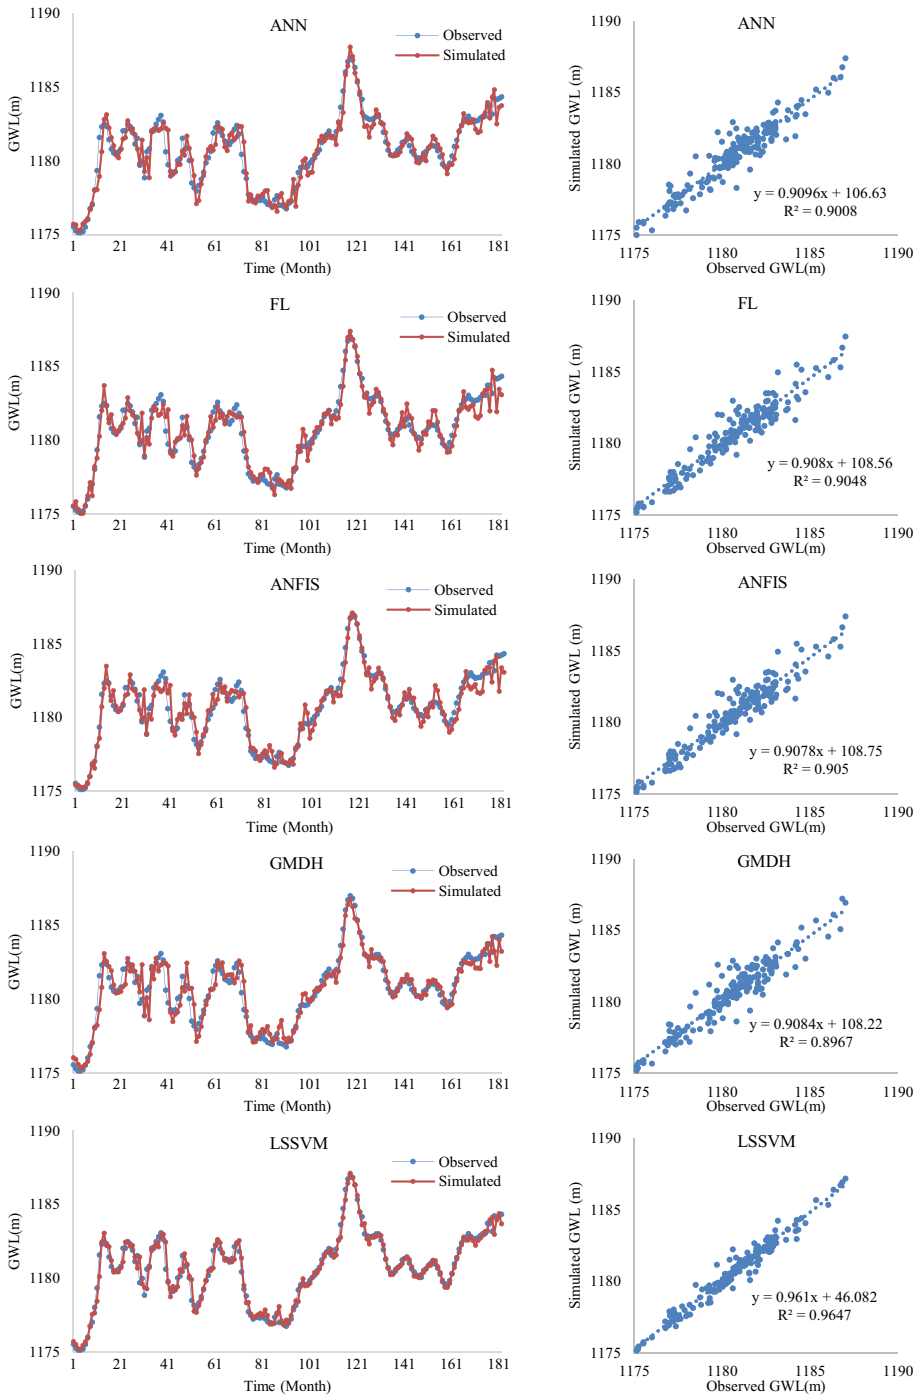 ANN
Observed
Simulated
GWL(m)
1190
1185
1180
1175
1 21 41 61 81 101 121 141 161 181
Time (Month)
ANN
Simulated GWL (m)
1190
1185
1180
1175
y = 0.9096x + 106.63
R² = 0.9008
1175 1180 1185 1190
Observed GWL(m)
FL
Observed
Simulated
GWL(m)
1190
1185
1180
1175
1 21 41 61 81 101 121 141 161 181
Time (Month)
FL
Simulated GWL (m)
1190
1185
1180
1175
y = 0.908x + 108.56
R² = 0.9048
1175 1180 1185 1190
Observed GWL(m)
ANFIS
Observed
Simulated
GWL(m)
1190
1185
1180
1175
1 21 41 61 81 101 121 141 161 181
Time (Month)
ANFIS
Simulated GWL (m)
1190
1185
1180
1175
y = 0.9078x + 108.75
R² = 0.905
1175 1180 1185 1190
Observed GWL(m)
GMDH
Observed
Simulated
GWL(m)
1190
1185
1180
1175
1 21 41 61 81 101 121 141 161 181
Time (Month)
GMDH
Simulated GWL (m)
1190
1185
1180
1175
y = 0.9084x + 108.22
R² = 0.8967
1175 1180 1185 1190
Observed GWL(m)
LSSVM
Observed
Simulated
GWL(m)
1190
1185
1180
1175
1 21 41 61 81 101 121 141 161 181
Time (Month)
LSSVM
Simulated GWL (m)
1190
1185
1180
1175
y = 0.961x + 46.082
R² = 0.9647
1175 1180 1185 1190
Observed GWL(m)